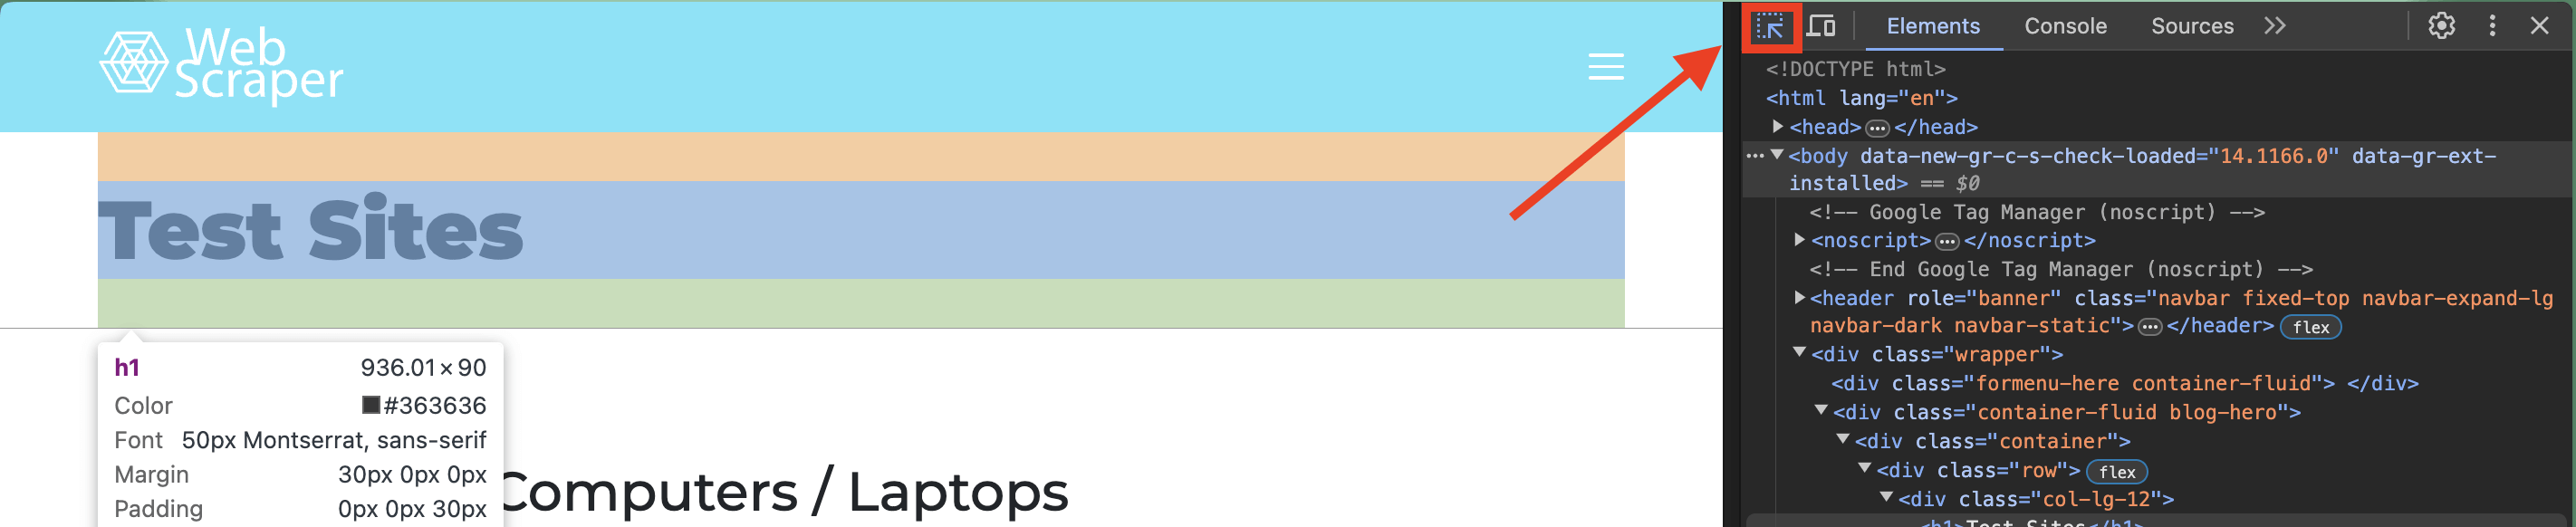 Web
Scraper
Test Sites
h1 936.01×90
Color #363636
Font 50px Montserrat, sans-serif
Margin 30px 0px 0px
Padding 0px 0px 30px
Computers / Laptops
Elements Console Sources
<!DOCTYPE html>
<html lang="en">
<head>…</head>
<body data-new-gr-c-s-check-loaded="14.1166.0" data-gr-ext-
installed> == $0
<!-- Google Tag Manager (noscript) -->
<noscript>…</noscript>
<!-- End Google Tag Manager (noscript) -->
<header role="banner" class="navbar fixed-top navbar-expand-lg
navbar-dark navbar-static">…</header> flex
<div class="wrapper">
<div class="formenu-here container-fluid"> </div>
<div class="container-fluid blog-hero">
<div class="container">
<div class="row"> flex
<div class="col-lg-12">
<h1>Test Sites</h1>